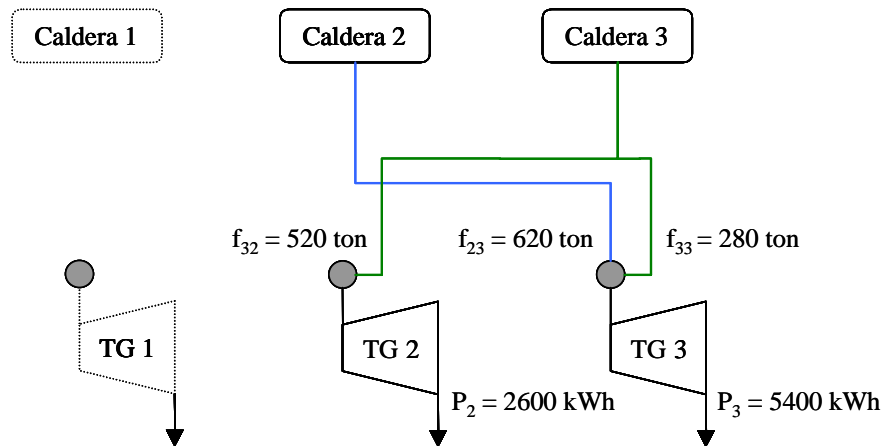 Caldera 1
Caldera 2
Caldera 3
f32 = 520 ton
f23 = 620 ton
f33 = 280 ton
TG 1
TG 2
TG 3
P2 = 2600 kWh
P3 = 5400 kWh